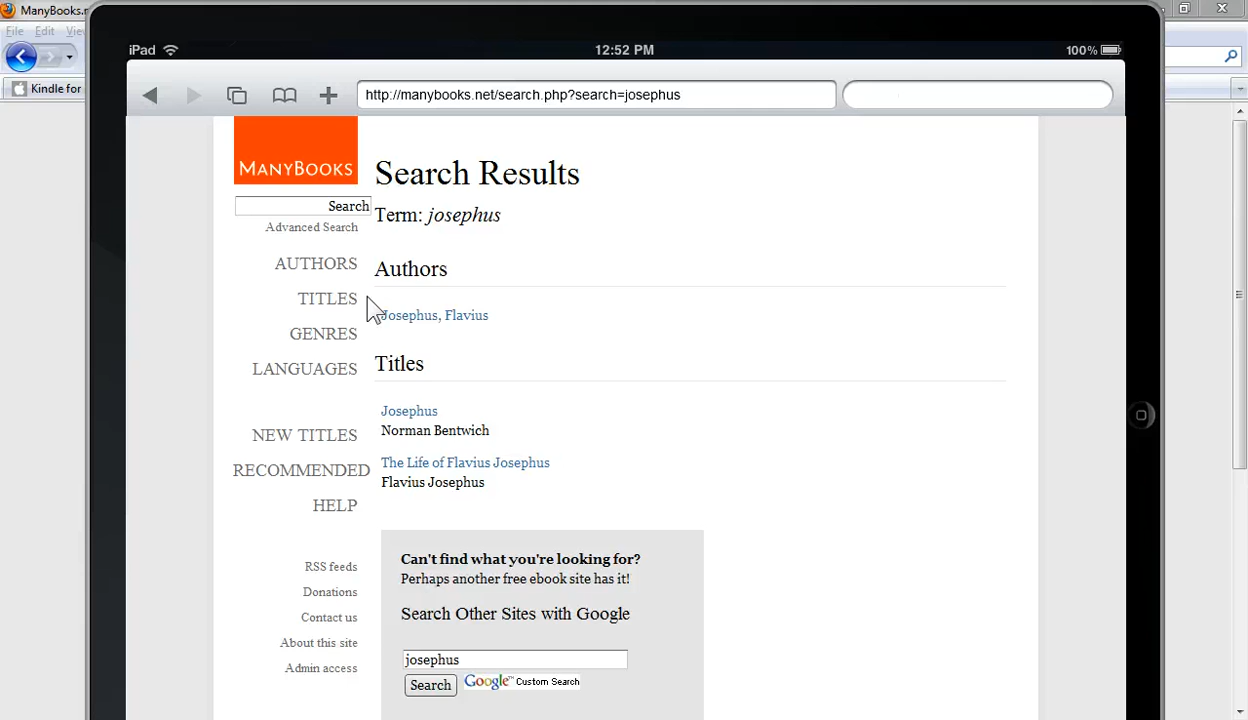 ManyBooks.n
File Edit Vie
Kindle for
iPad
12:52 PM
100%
http://manybooks.net/search.php?search=josephus
MANYBOOKS
Search
Advanced Search
AUTHORS
TITLES
GENRES
LANGUAGES
NEW TITLES
RECOMMENDED
HELP
RSS feeds
Donations
Contact us
About this site
Admin access
Search Results
Term: josephus
Authors
Josephus, Flavius
Titles
Josephus
Norman Bentwich
The Life of Flavius Josephus
Flavius Josephus
Can't find what you're looking for?
Perhaps another free ebook site has it!
Search Other Sites with Google
josephus
Search Google™ Custom Search